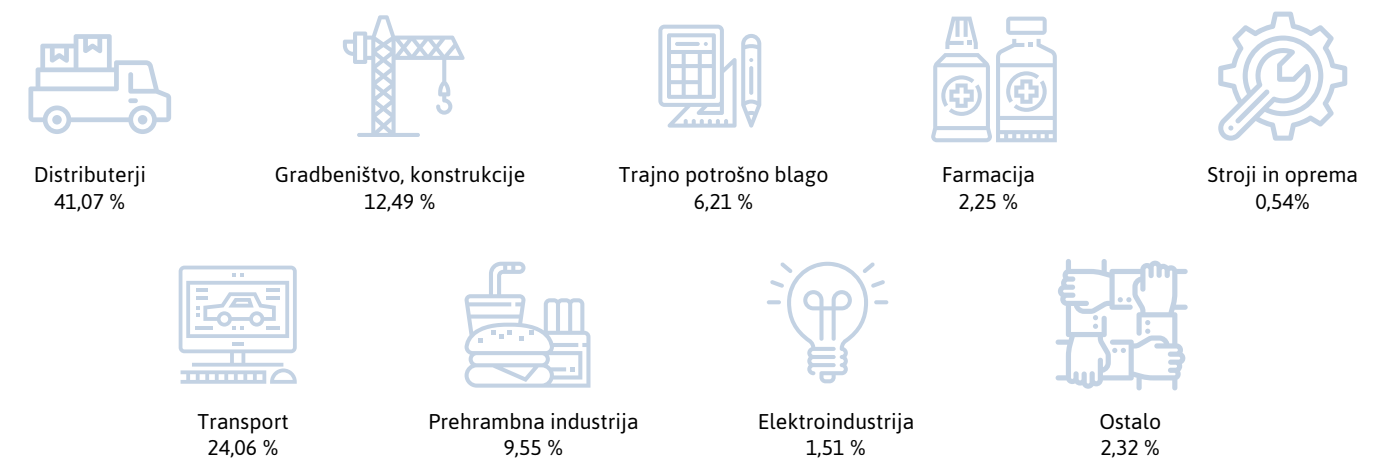 Distributerji
41,07 %
Gradbeništvo, konstrukcije
12,49 %
Trajno potrošno blago
6,21 %
Farmacija
2,25 %
Stroji in oprema
0,54%
Transport
24,06 %
Prehrambna industrija
9,55 %
Elektroindustrija
1,51 %
Ostalo
2,32 %